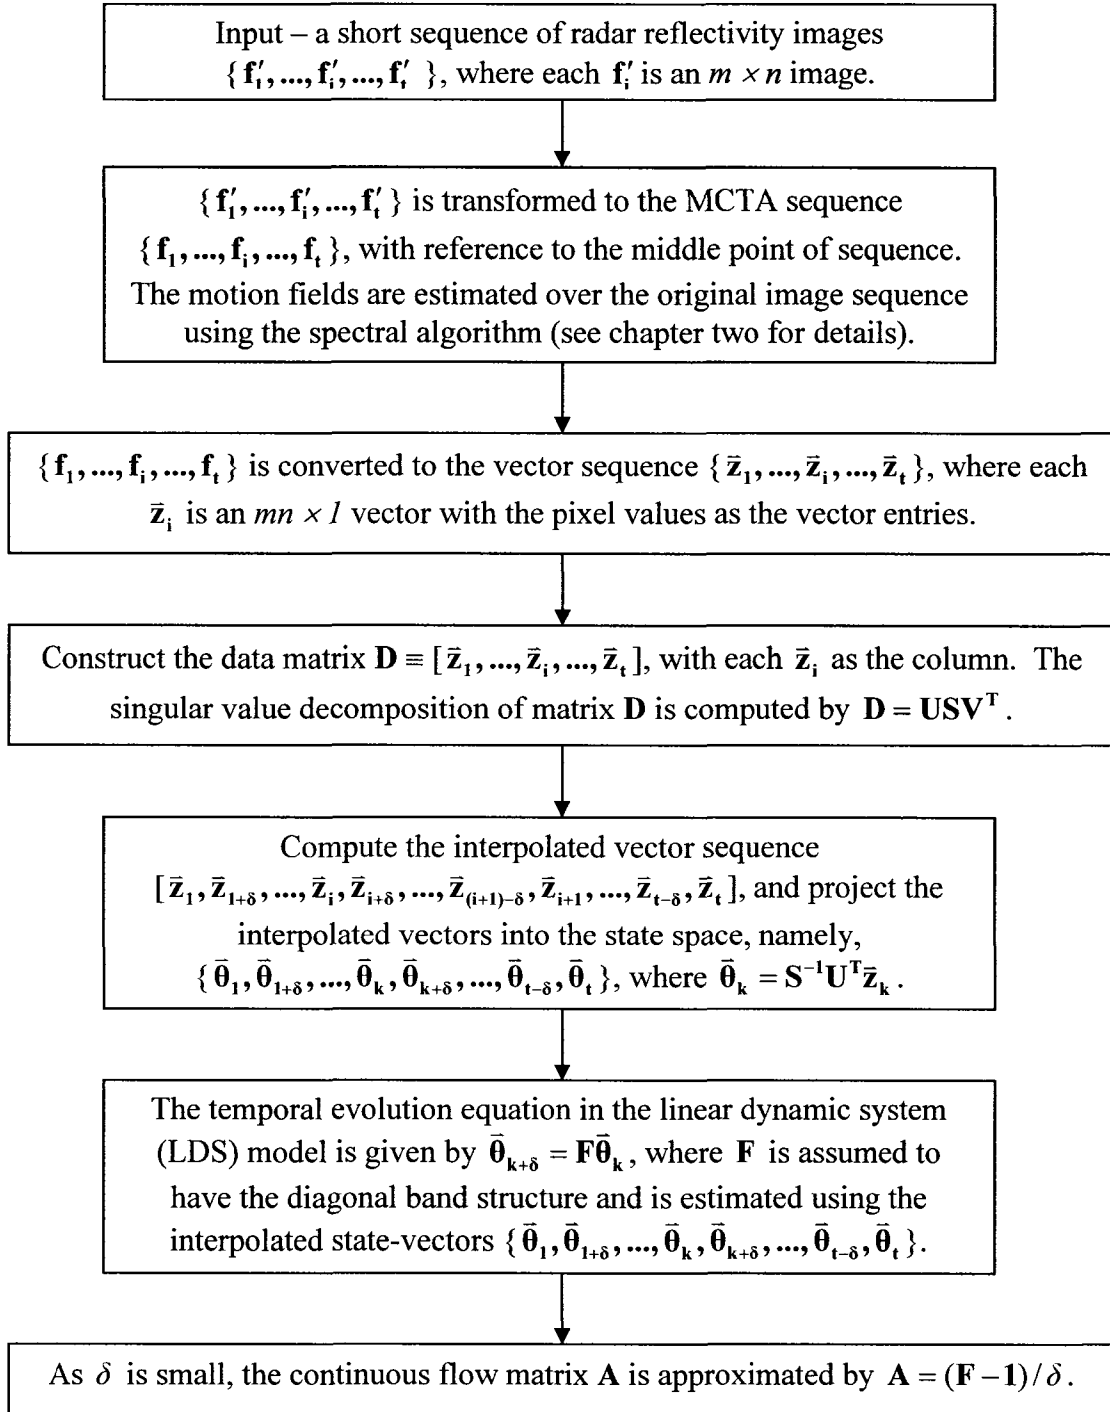 Input – a short sequence of radar reflectivity images
{f′₁, ..., f′ᵢ, ..., f′ₜ }, where each f′ᵢ is an m × n image.
{f′₁, ..., f′ᵢ, ..., f′ₜ} is transformed to the MCTA sequence
{f₁, ..., fᵢ, ..., fₜ}, with reference to the middle point of sequence.
The motion fields are estimated over the original image sequence
using the spectral algorithm (see chapter two for details).
{f₁, ..., fᵢ, ..., fₜ} is converted to the vector sequence {z̄₁, ..., z̄ᵢ, ..., z̄ₜ}, where each
z̄ᵢ is an mn × 1 vector with the pixel values as the vector entries.
Construct the data matrix D ≡ [z̄₁, ..., z̄ᵢ, ..., z̄ₜ], with each z̄ᵢ as the column. The
singular value decomposition of matrix D is computed by D = USVᵀ.
Compute the interpolated vector sequence
[z̄₁, z̄_{1+δ}, ..., z̄ᵢ, z̄_{i+δ}, ..., z̄_{(i+1)−δ}, z̄_{i+1}, ..., z̄_{t−δ}, z̄ₜ], and project the
interpolated vectors into the state space, namely,
{θ̄₁, θ̄_{1+δ}, ..., θ̄ₖ, θ̄_{k+δ}, ..., θ̄_{t−δ}, θ̄ₜ}, where θ̄ₖ = S⁻¹Uᵀz̄ₖ.
The temporal evolution equation in the linear dynamic system
(LDS) model is given by θ̄_{k+δ} = Fθ̄ₖ, where F is assumed to
have the diagonal band structure and is estimated using the
interpolated state-vectors {θ̄₁, θ̄_{1+δ}, ..., θ̄ₖ, θ̄_{k+δ}, ..., θ̄_{t−δ}, θ̄ₜ}.
As δ is small, the continuous flow matrix A is approximated by A = (F − 1)/δ.